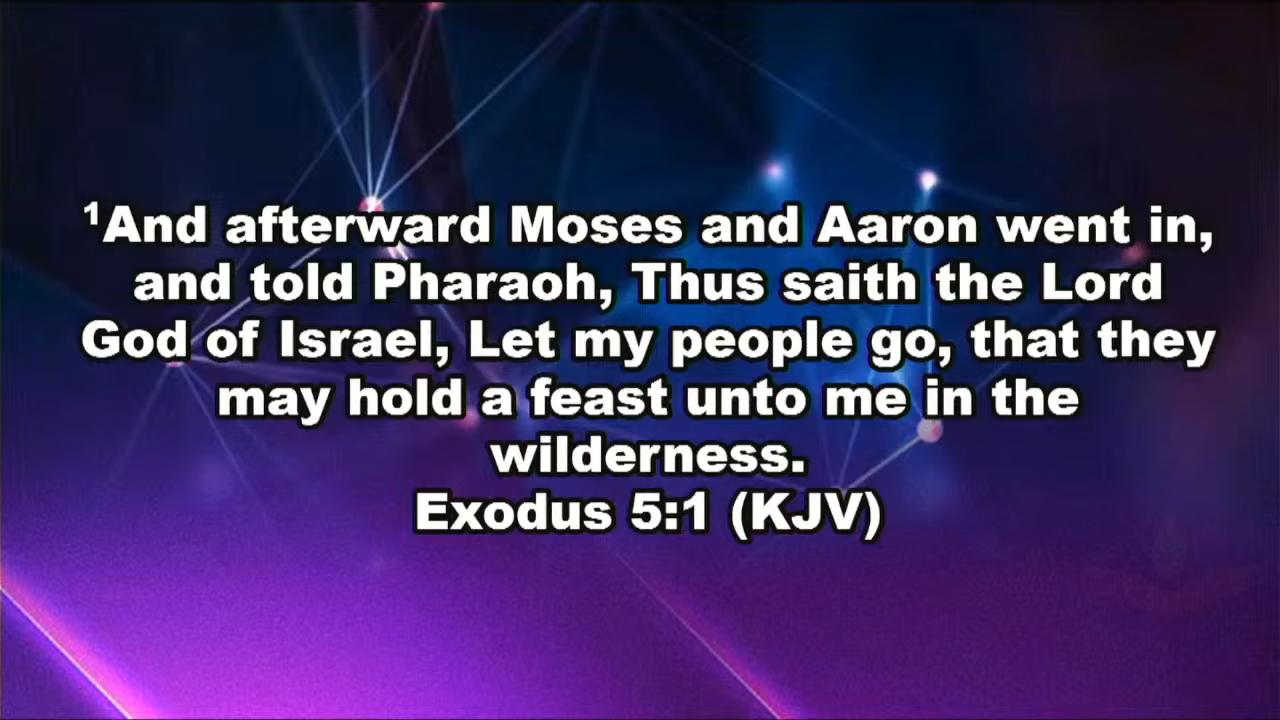 ¹And afterward Moses and Aaron went in,
and told Pharaoh, Thus saith the Lord
God of Israel, Let my people go, that they
may hold a feast unto me in the
wilderness.
Exodus 5:1 (KJV)